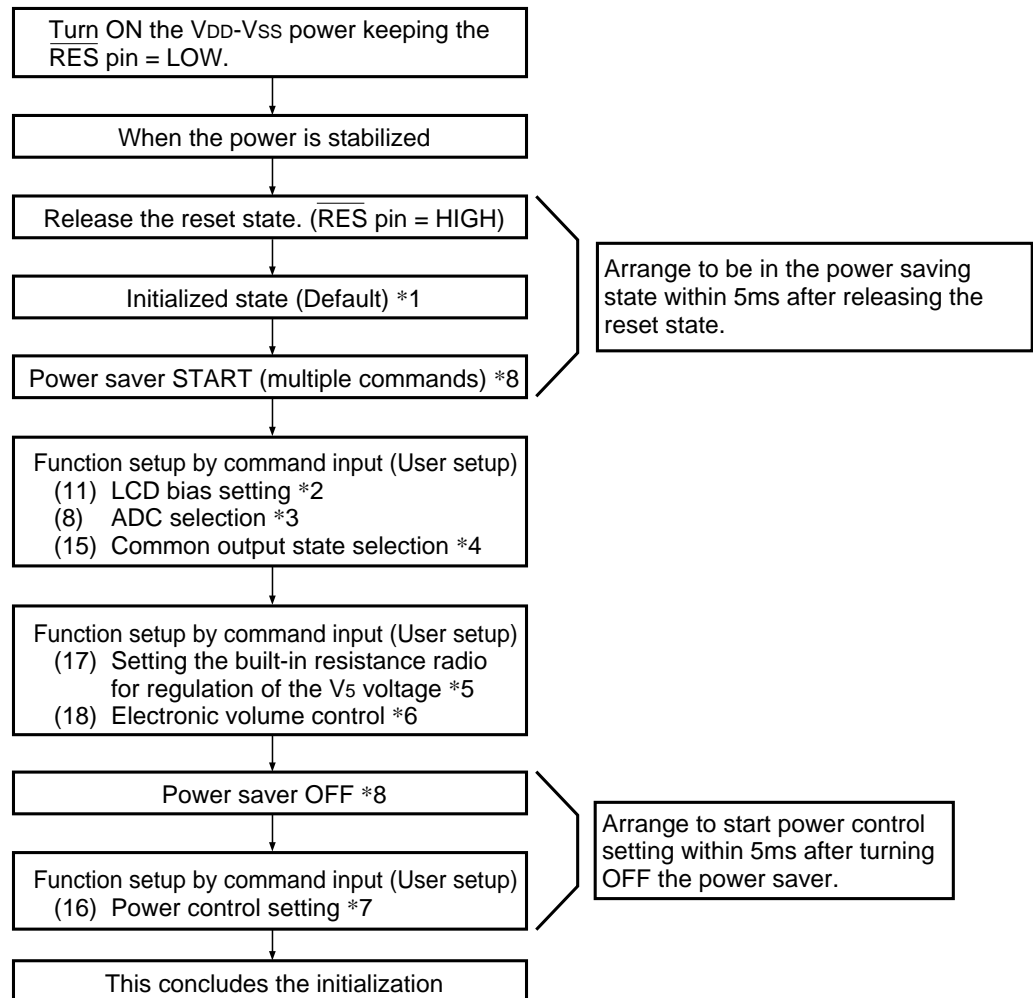 Turn ON the VDD-VSS power keeping the
RES pin = LOW.
When the power is stabilized
Release the reset state. (RES pin = HIGH)
Initialized state (Default) *1
Power saver START (multiple commands) *8
Arrange to be in the power saving
state within 5ms after releasing the
reset state.
Function setup by command input (User setup)
(11) LCD bias setting *2
(8) ADC selection *3
(15) Common output state selection *4
Function setup by command input (User setup)
(17) Setting the built-in resistance radio
for regulation of the V5 voltage *5
(18) Electronic volume control *6
Power saver OFF *8
Function setup by command input (User setup)
(16) Power control setting *7
Arrange to start power control
setting within 5ms after turning
OFF the power saver.
This concludes the initialization